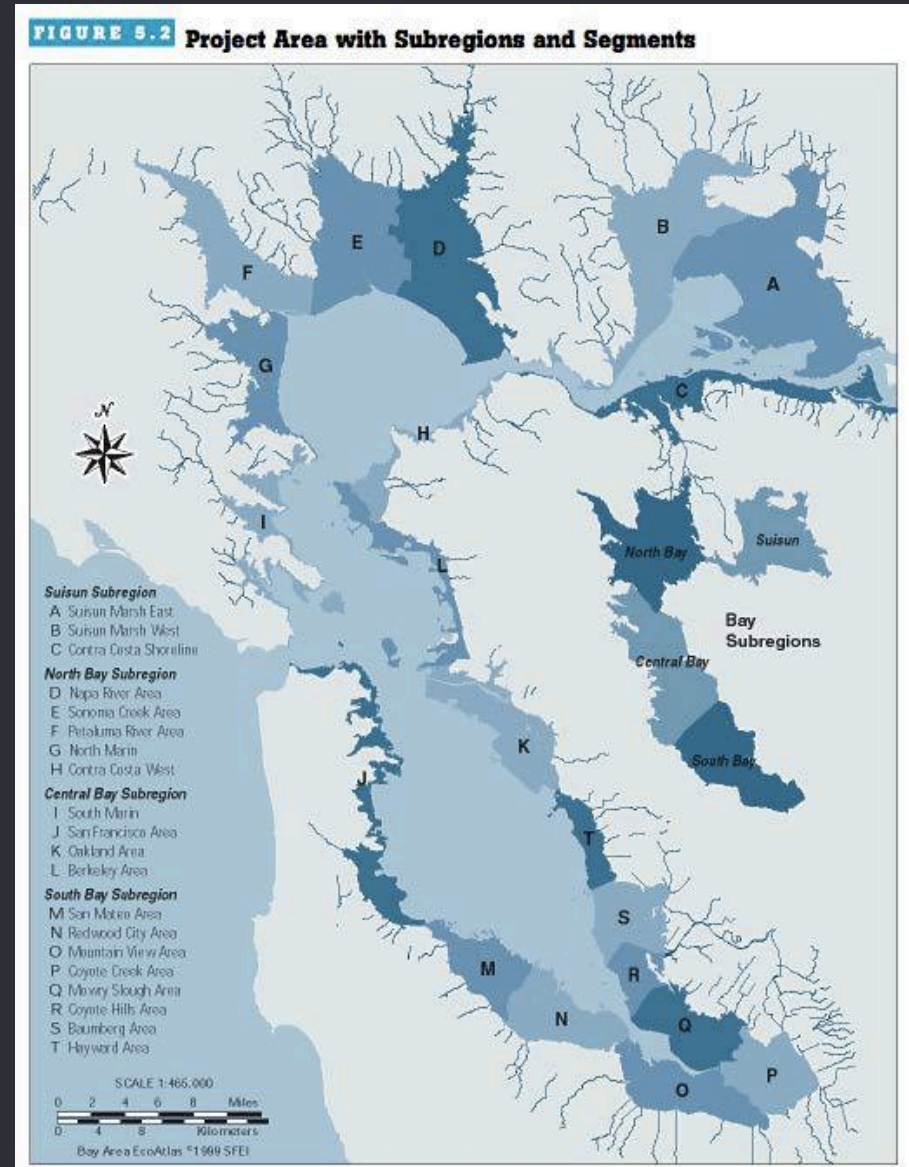 FIGURE 5.2 Project Area with Subregions and Segments
B
E
D
F
A
G
C
N
H
I
L
North Bay
Suisun
Bay
Subregions
Central Bay
South Bay
K
J
T
S
M
R
N
Q
P
O
Suisun Subregion
A Suisun Marsh East
B Suisun Marsh West
C Contra Costa Shoreline
North Bay Subregion
D Napa River Area
E Sonoma Creek Area
F Petaluma River Area
G North Marin
H Contra Costa West
Central Bay Subregion
I South Marin
J San Francisco Area
K Oakland Area
L Berkeley Area
South Bay Subregion
M San Mateo Area
N Redwood City Area
O Mountain View Area
P Coyote Creek Area
Q Mowry Slough Area
R Coyote Hills Area
S Baumberg Area
T Hayward Area
SCALE 1:465,000
0 2 4 6 8 Miles
0 4 8 Kilometers
Bay Area EcoAtlas ©1999 SFEI